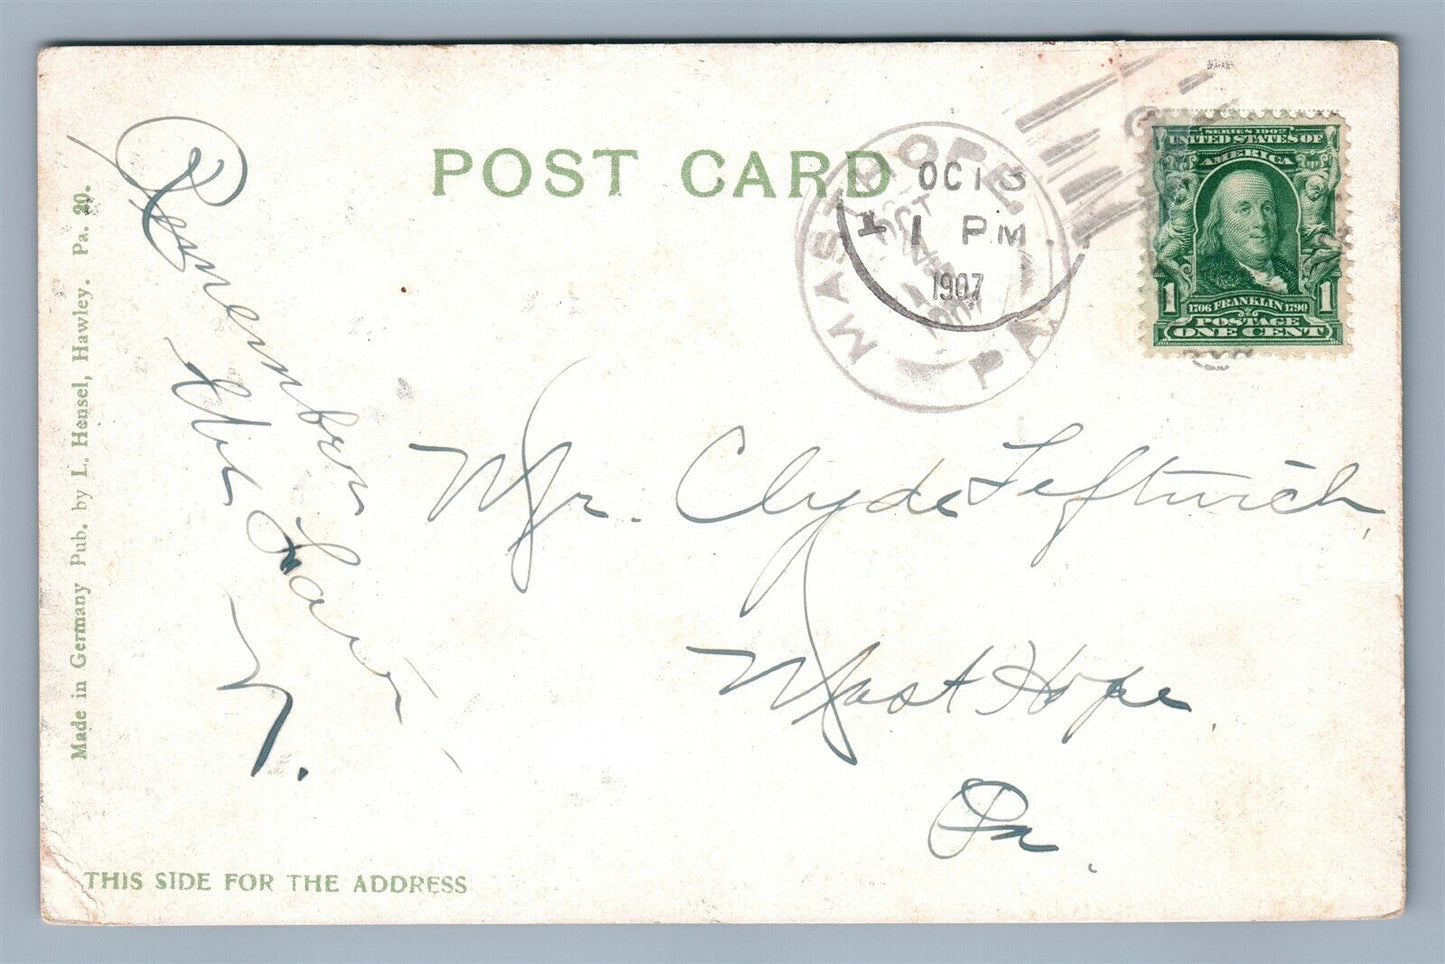 POST CARD
OCT
1 PM
1907
MAST HOPE PA
SERIES 1902
UNITED STATES OF
AMERICA
1 1
1706 FRANKLIN 1790
POSTAGE
ONE CENT
Mr. Clyde Leftwich,
Mast Hope.
Pa.
Remember
the
Made in Germany Pub. by L. Hensel, Hawley. Pa. 20.
THIS SIDE FOR THE ADDRESS